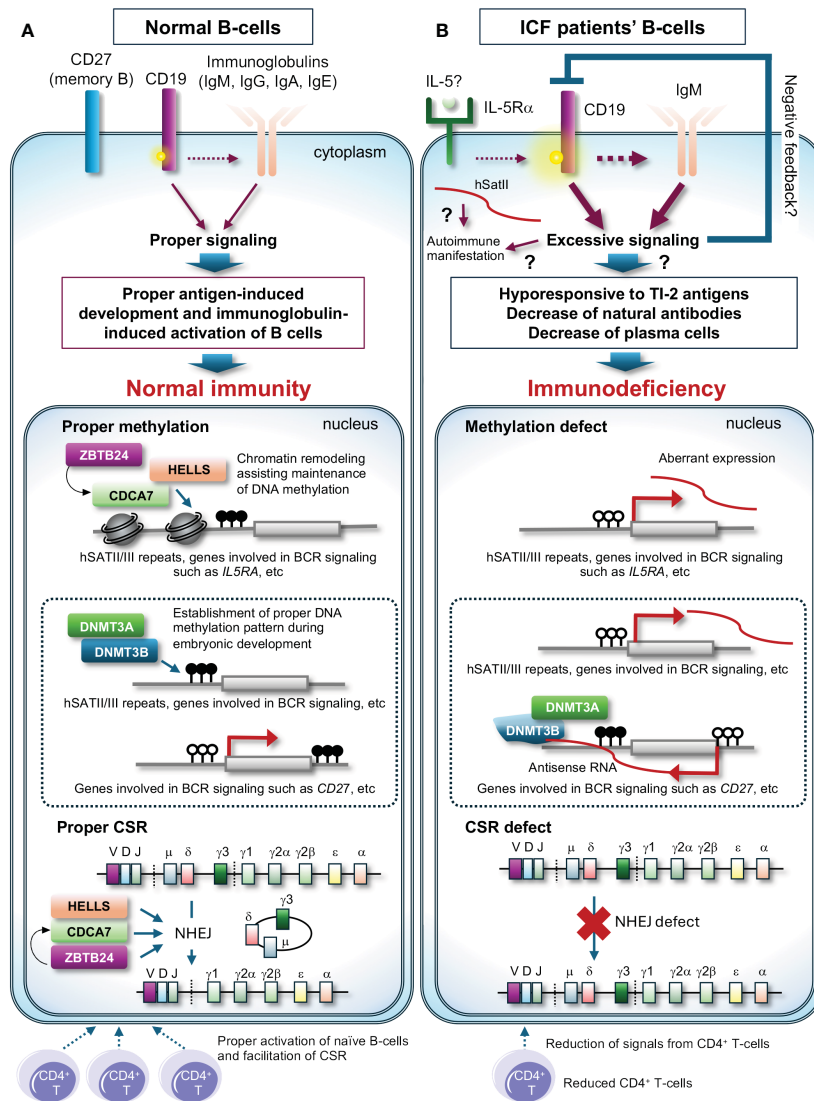 A
Normal B-cells
CD27
(memory B)
CD19
Immunoglobulins
(IgM, IgG, IgA, IgE)
cytoplasm
Proper signaling
Proper antigen-induced
development and immunoglobulin-
induced activation of B cells
Normal immunity
Proper methylation
nucleus
ZBTB24
HELLS
CDCA7
Chromatin remodeling
assisting maintenance
of DNA methylation
hSATII/III repeats, genes involved in BCR signaling
such as IL5RA, etc
DNMT3A
DNMT3B
Establishment of proper DNA
methylation pattern during
embryonic development
hSATII/III repeats, genes involved in BCR signaling, etc
Genes involved in BCR signaling such as CD27, etc
Proper CSR
V D J μ δ γ3 γ1 γ2α γ2β ε α
HELLS
CDCA7
ZBTB24
NHEJ
γ3
δ
μ
V D J γ1 γ2α γ2β ε α
Proper activation of naïve B-cells
and facilitation of CSR
CD4+
T
CD4+
T
CD4+
T
B
ICF patients' B-cells
IL-5?
IL-5Rα
CD19
IgM
Negative feedback?
hSatII
?
Autoimmune
manifestation
?
Excessive signaling
?
Hyporesponsive to TI-2 antigens
Decrease of natural antibodies
Decrease of plasma cells
Immunodeficiency
Methylation defect
nucleus
Aberrant expression
hSATII/III repeats, genes involved in BCR signaling
such as IL5RA, etc
hSATII/III repeats, genes involved in BCR signaling, etc
DNMT3A
DNMT3B
Antisense RNA
Genes involved in BCR signaling such as CD27, etc
CSR defect
V D J μ δ γ3 γ1 γ2α γ2β ε α
NHEJ defect
V D J μ δ γ3 γ1 γ2α γ2β ε α
Reduction of signals from CD4+ T-cells
CD4+
T
Reduced CD4+ T-cells